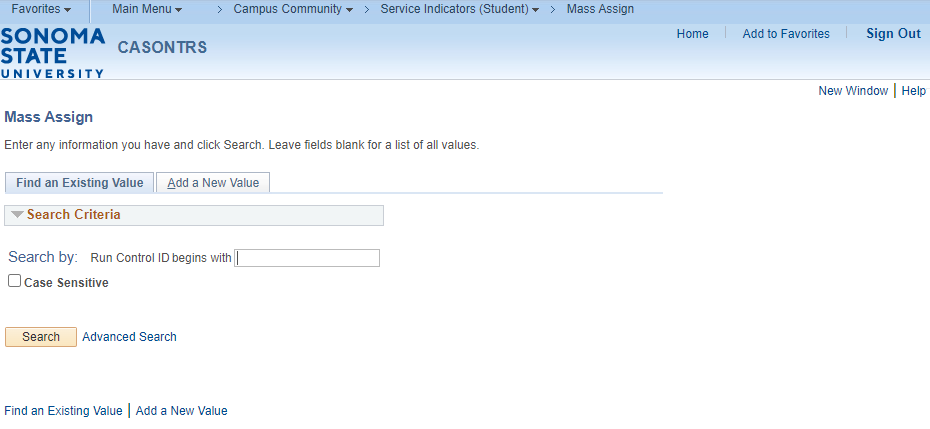 Favorites Main Menu Campus Community Service Indicators (Student) Mass Assign
SONOMA
STATE
UNIVERSITY
CASONTRS
Home Add to Favorites Sign Out
New Window Help
Mass Assign
Enter any information you have and click Search. Leave fields blank for a list of all values.
Find an Existing Value Add a New Value
Search Criteria
Search by: Run Control ID begins with
Case Sensitive
Search Advanced Search
Find an Existing Value Add a New Value